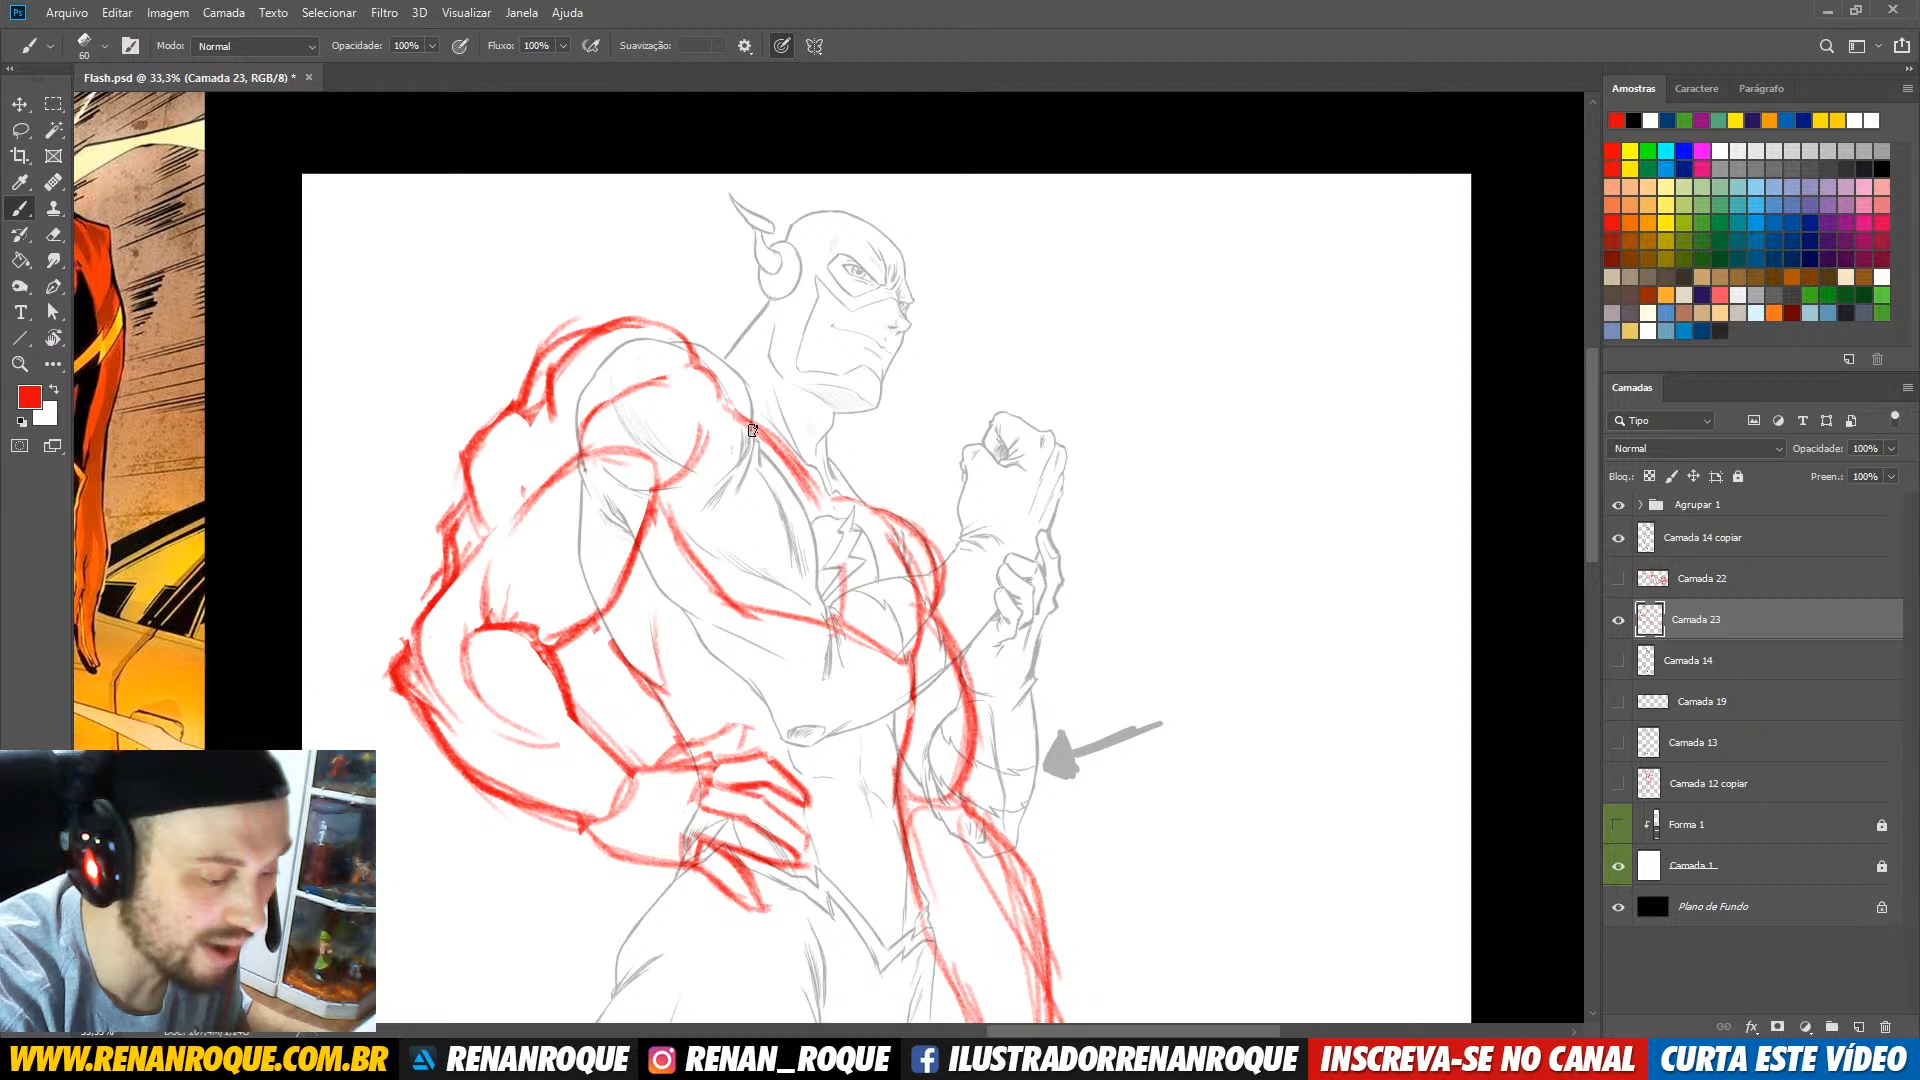 Ps Arquivo Editar Imagem Camada Texto Selecionar Filtro 3D Visualizar Janela Ajuda
60 Modo: Normal Opacidade: 100% Fluxo: 100% Suavização:
Flash.psd @ 33,3% (Camada 23, RGB/8) *
Amostras Caractere Parágrafo
Camadas
Tipo
Normal Opacidade: 100%
Bloq.: Preen.: 100%
Agrupar 1
Camada 14 copiar
Camada 22
Camada 23
Camada 14
Camada 19
Camada 13
Camada 12 copiar
Forma 1
Camada 1
Plano de Fundo
WWW.RENANROQUE.COM.BR RENANROQUE RENAN_ROQUE ILUSTRADORRENANROQUE INSCREVA-SE NO CANAL CURTA ESTE VÍDEO